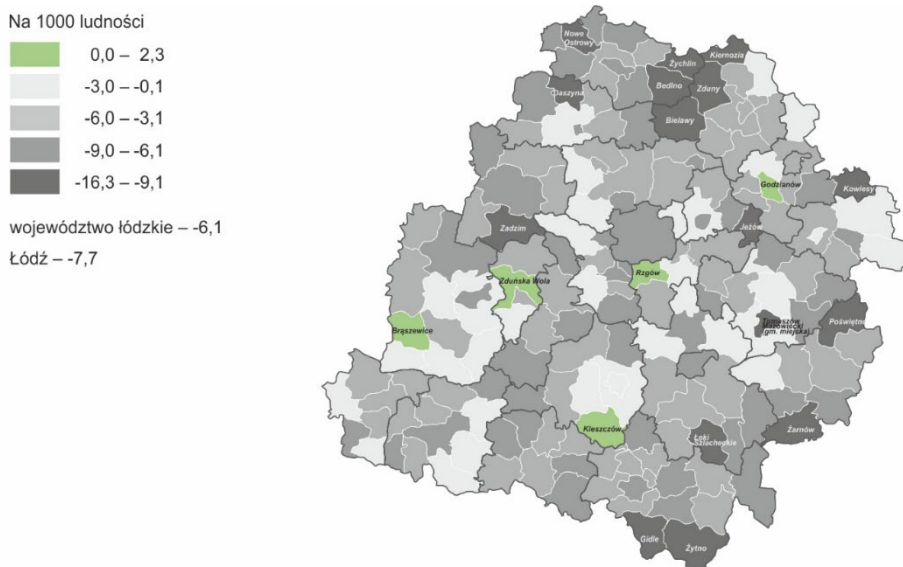 Na 1000 ludności
0,0 – 2,3
-3,0 – -0,1
-6,0 – -3,1
-9,0 – -6,1
-16,3 – -9,1
województwo łódzkie – -6,1
Łódź – -7,7
Nowe
Ostrowy
Żychlin
Kiernozia
Daszyna
Bedlno
Zduny
Bielawy
Godzianów
Kowiesy
Zadzim
Jeżów
Zduńska Wola
Rzgów
Brąszewice
Tomaszów
Mazowiecki
(gm. miejska)
Poświętne
Kleszczów
Łęki
Szlacheckie
Żarnów
Gidle
Żytno